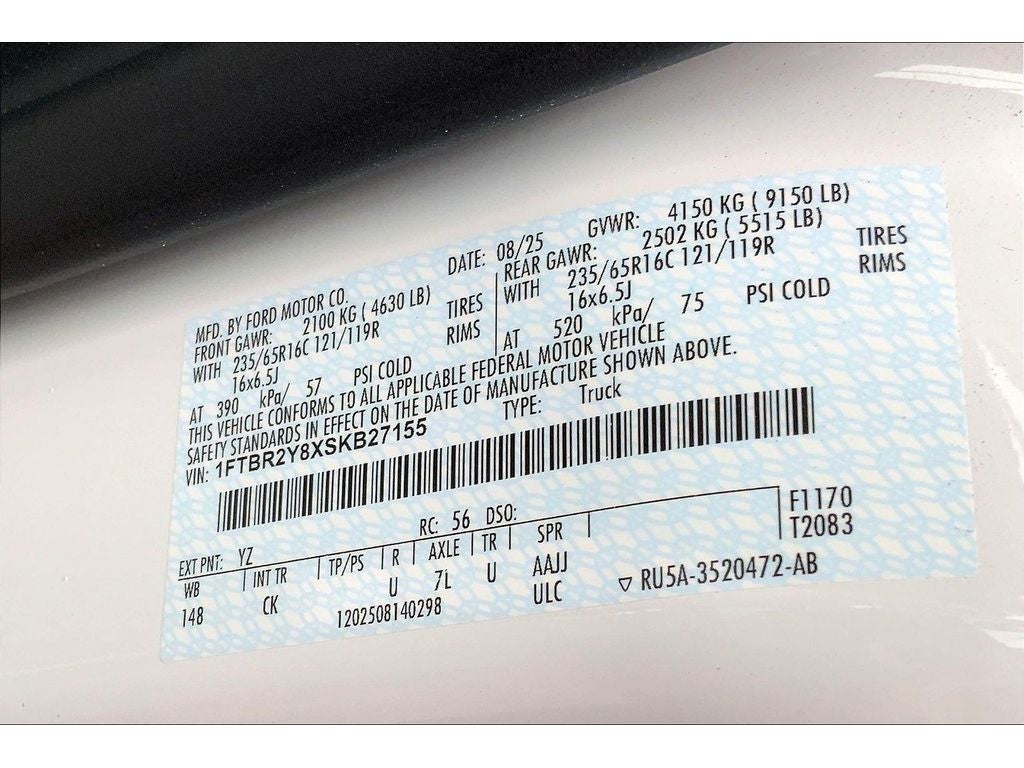 MFD. BY FORD MOTOR CO. DATE: 08/25 GVWR: 4150 KG ( 9150 LB)
FRONT GAWR: 2100 KG ( 4630 LB)
WITH 235/65R16C 121/119R TIRES
16x6.5J RIMS
AT 390 kPa/ 57 PSI COLD
REAR GAWR: 2502 KG ( 5515 LB)
WITH 235/65R16C 121/119R TIRES
16x6.5J RIMS
AT 520 kPa/ 75 PSI COLD
THIS VEHICLE CONFORMS TO ALL APPLICABLE FEDERAL MOTOR VEHICLE
SAFETY STANDARDS IN EFFECT ON THE DATE OF MANUFACTURE SHOWN ABOVE.
VIN: 1FTBR2Y8XSKB27155 TYPE: Truck
F1170
T2083
EXT PNT: YZ RC: 56 DSO:
WB INT TR TP/PS R AXLE TR SPR
148 CK U 7L U AAJJ
1202508140298 ULC ▽ RU5A-3520472-AB